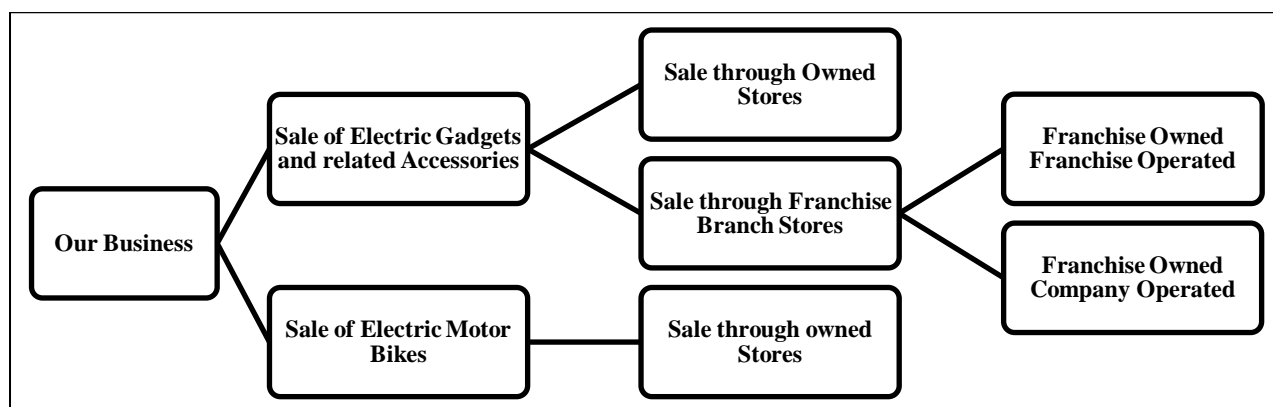 Our Business
Sale of Electric Gadgets
and related Accessories
Sale through Owned
Stores
Sale through Franchise
Branch Stores
Franchise Owned
Franchise Operated
Franchise Owned
Company Operated
Sale of Electric Motor
Bikes
Sale through owned
Stores